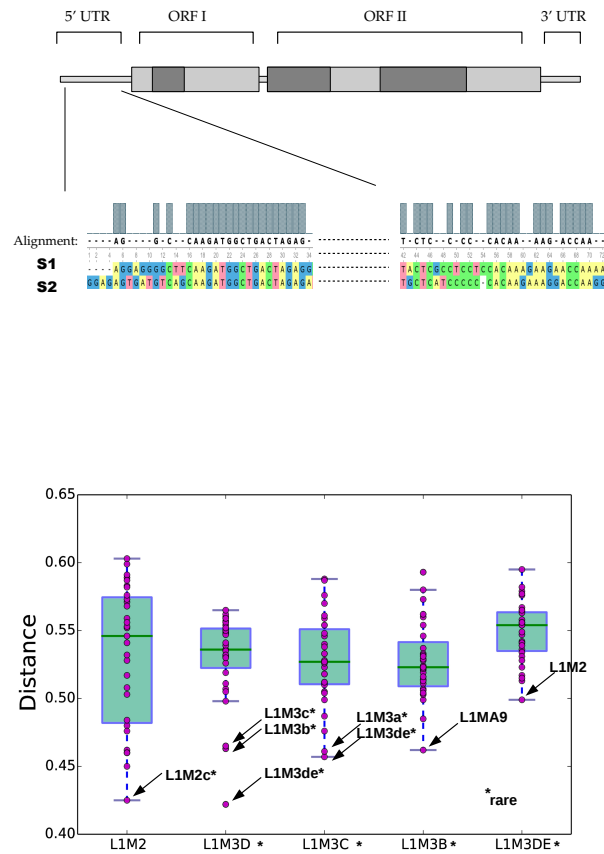 5' UTR ORF I ORF II 3' UTR
Alignment: ----AG----G-C--CAAGATGGCTGACTAGAG- T-CTC--C-CC--CACAA--AAG-ACCAA--
S1 ----AGGAGGGGCTTCAAGATGGCTGACTAGAGG TACTCGCCTCCTCCACAAAGAAGAACCAAAA
S2 GGAGAGTGATGTCAGCAAGATGGCTGACTAGAGA TGCTCATCCCCC-CACAAGAAAGGACCAAGG
0.65
0.60
0.55
0.50
0.45
0.40
Distance
L1M3c*
L1M3b*
L1M2c*
L1M3de*
L1M3a*
L1M3de*
L1MA9
L1M2
*rare
L1M2 L1M3D * L1M3C * L1M3B * L1M3DE *